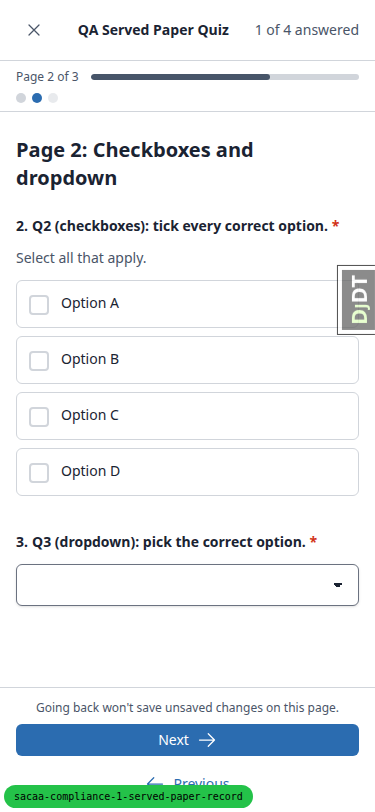 QA Served Paper Quiz
1 of 4 answered
Page 2 of 3
Page 2: Checkboxes and
dropdown
2. Q2 (checkboxes): tick every correct option. *
Select all that apply.
Option A
DjDT
Option B
Option C
Option D
3. Q3 (dropdown): pick the correct option. *
Going back won't save unsaved changes on this page.
Next
Previous
sacaa-compliance-1-served-paper-record